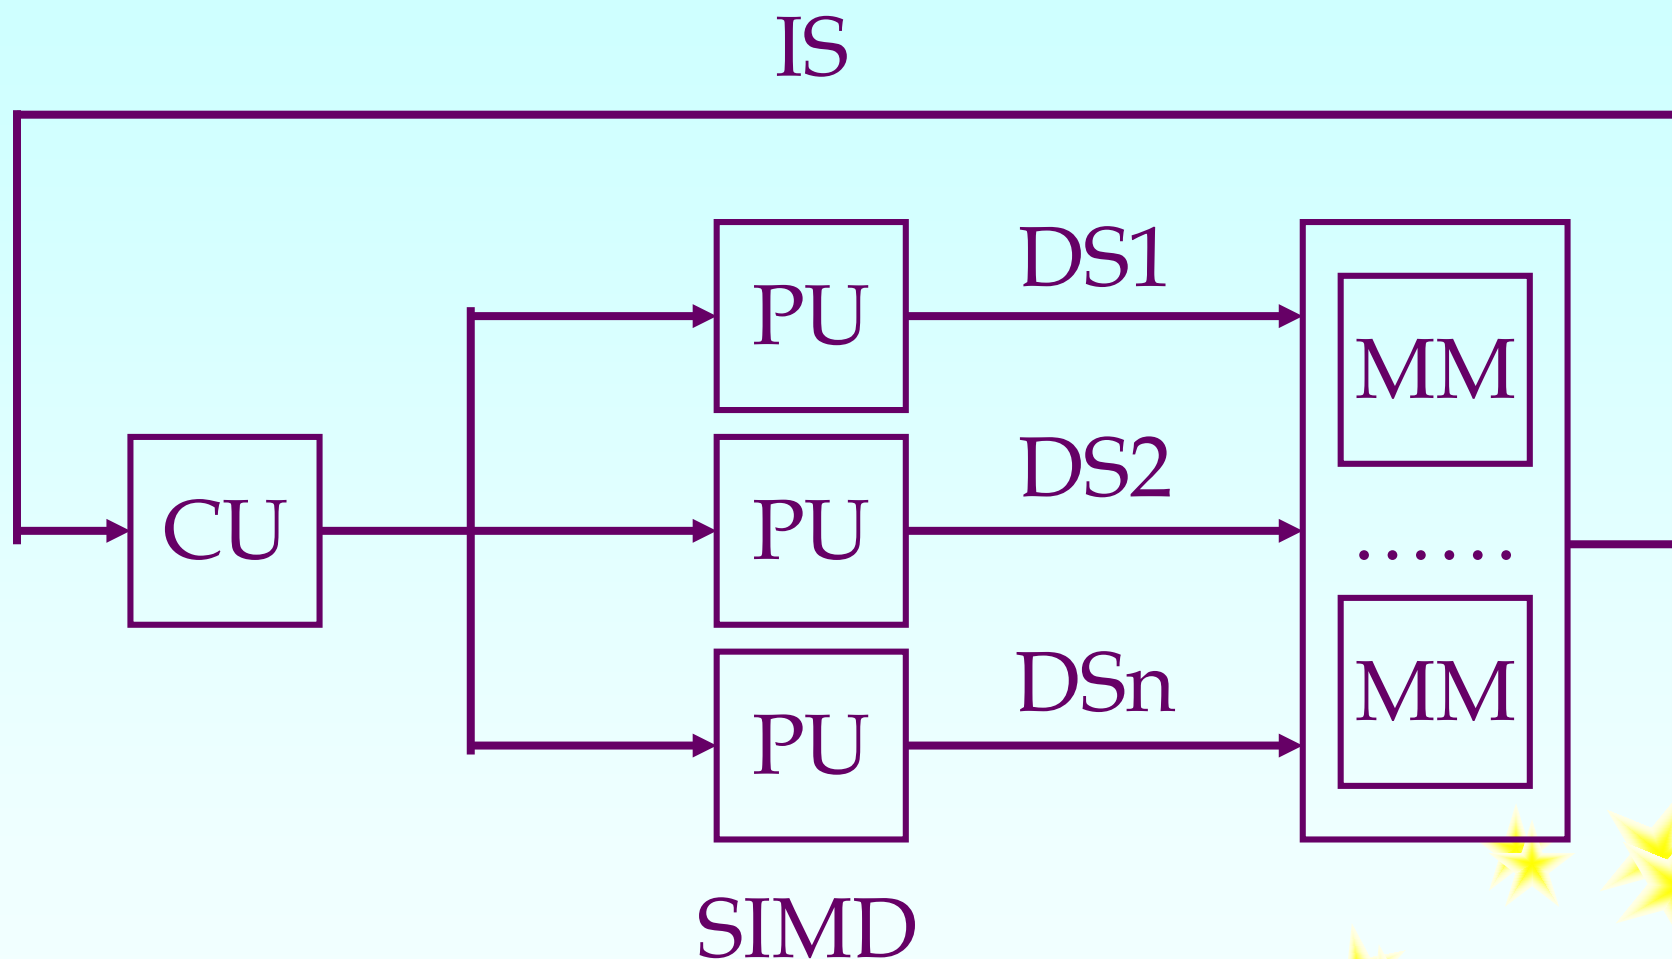 IS
DS1
PU
MM
DS2
CU
PU
......
DSn
MM
PU
SIMD